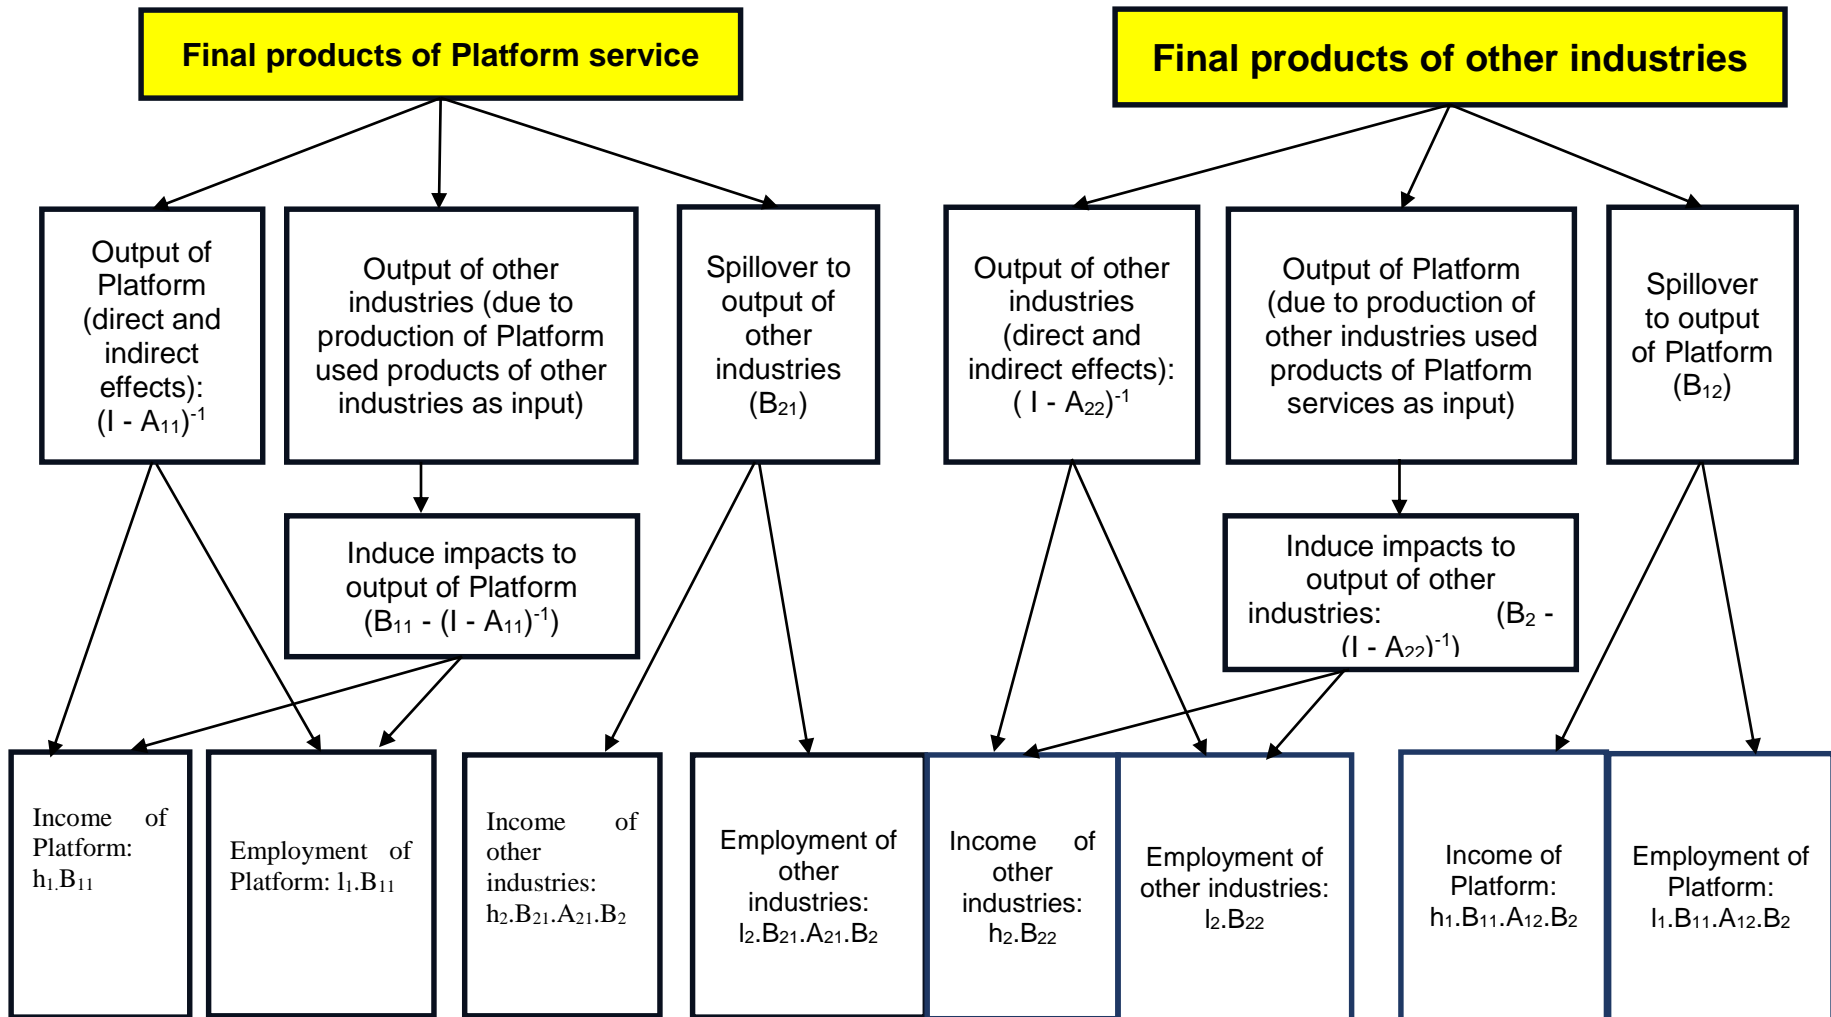 Final products of Platform service
Final products of other industries
Output of
Platform
(direct and
indirect
effects):
(I - A₁₁)⁻¹
Output of other
industries (due to
production of Platform
used products of other
industries as input)
Spillover to
output of
other
industries
(B₂₁)
Output of other
industries
(direct and
indirect effects):
( I - A₂₂)⁻¹
Output of Platform
(due to production of
other industries used
products of Platform
services as input)
Spillover
to output
of Platform
(B₁₂)
Induce impacts to
output of Platform
(B₁₁ - (I - A₁₁)⁻¹)
Induce impacts to
output of other
industries: (B₂ -
(I - A₂₂)⁻¹)
Income of
Platform:
h₁.B₁₁
Employment of
Platform: l₁.B₁₁
Income of
other
industries:
h₂.B₂₁.A₂₁.B₂
Employment of
other
industries:
l₂.B₂₁.A₂₁.B₂
Income of
other
industries:
h₂.B₂₂
Employment of
other industries:
l₂.B₂₂
Income of
Platform:
h₁.B₁₁.A₁₂.B₂
Employment of
Platform:
l₁.B₁₁.A₁₂.B₂